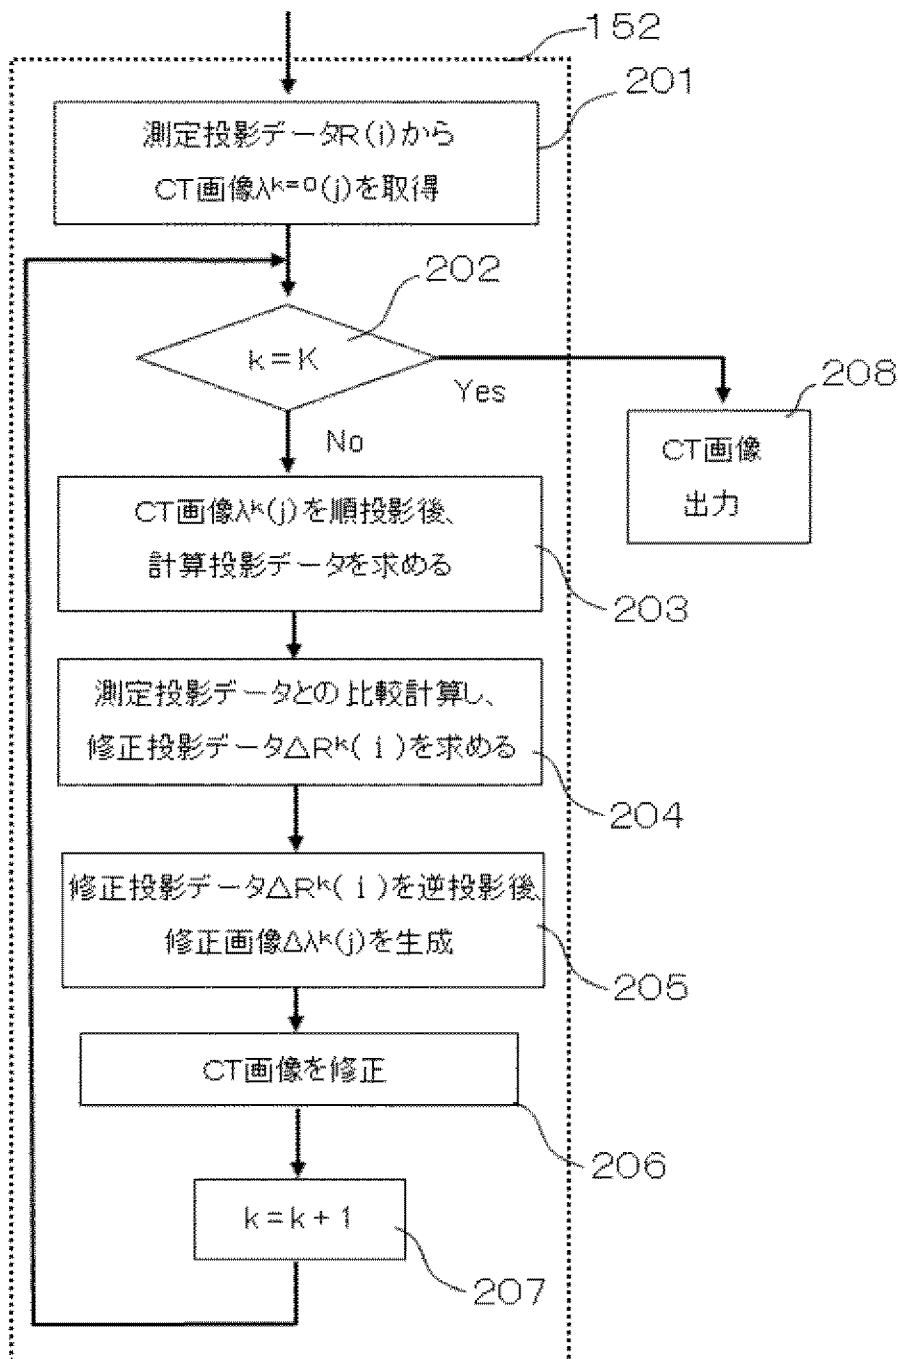 152
201
測定投影データR(i)から
CT画像λk=0(j)を取得
202
k=K
Yes
No
208
CT画像
出力
CT画像λk(j)を順投影後、
計算投影データを求める
203
測定投影データとの比較計算し、
修正投影データ△Rk(i)を求める
204
修正投影データ△Rk(i)を逆投影後、
修正画像Δλk(j)を生成
205
CT画像を修正
206
k=k+1
207